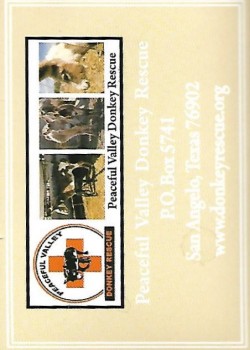 PEACEFUL VALLEY
DONKEY RESCUE
Peaceful Valley Donkey Rescue
Peaceful Valley Donkey Rescue
P.O. Box 5741
San Angelo, Texas 76902
www.donkeyrescue.org